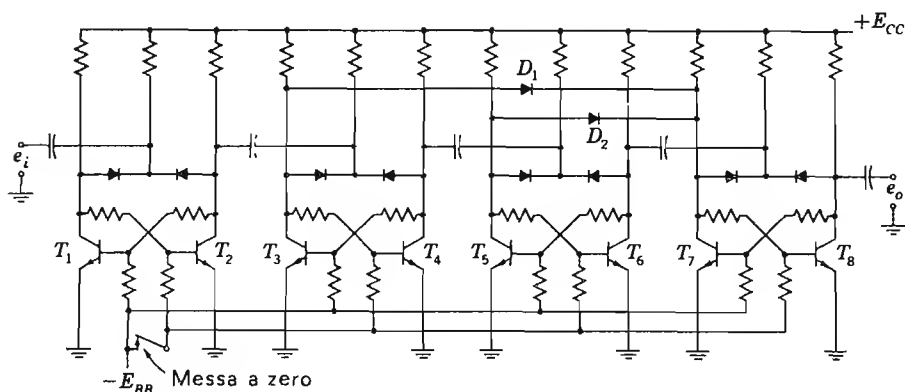 +E_CC
D_1
D_2
e_i
e_o
T_1
T_2
T_3
T_4
T_5
T_6
T_7
T_8
-E_BB
Messa a zero